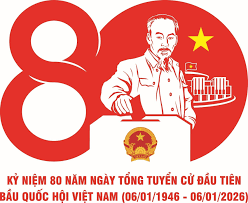 80
KỶ NIỆM 80 NĂM NGÀY TỔNG TUYỂN CỬ ĐẦU TIÊN
BẦU QUỐC HỘI VIỆT NAM (06/01/1946 - 06/01/2026)